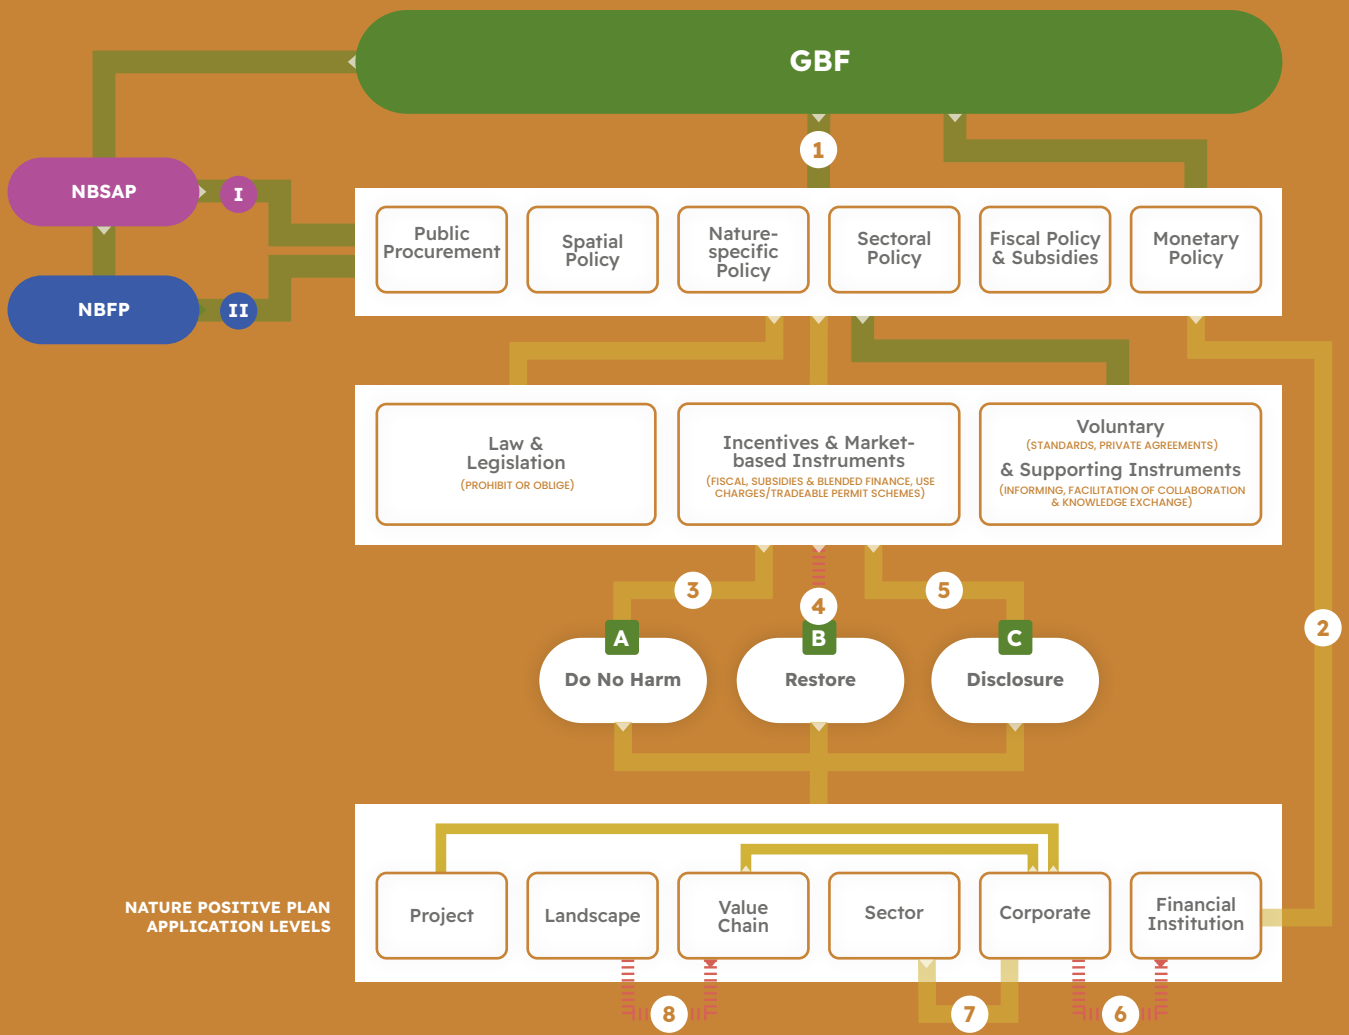 GBF
1
NBSAP
I
NBFP
II
Public
Procurement
Spatial
Policy
Nature-
specific
Policy
Sectoral
Policy
Fiscal Policy
& Subsidies
Monetary
Policy
Law &
Legislation
(PROHIBIT OR OBLIGE)
Incentives & Market-
based Instruments
(FISCAL, SUBSIDIES & BLENDED FINANCE, USE
CHARGES/TRADEABLE PERMIT SCHEMES)
Voluntary
(STANDARDS, PRIVATE AGREEMENTS)
& Supporting Instruments
(INFORMING, FACILITATION OF COLLABORATION
& KNOWLEDGE EXCHANGE)
3
4
5
2
A
Do No Harm
B
Restore
C
Disclosure
NATURE POSITIVE PLAN
APPLICATION LEVELS
Project
Landscape
Value
Chain
Sector
Corporate
Financial
Institution
8
7
6